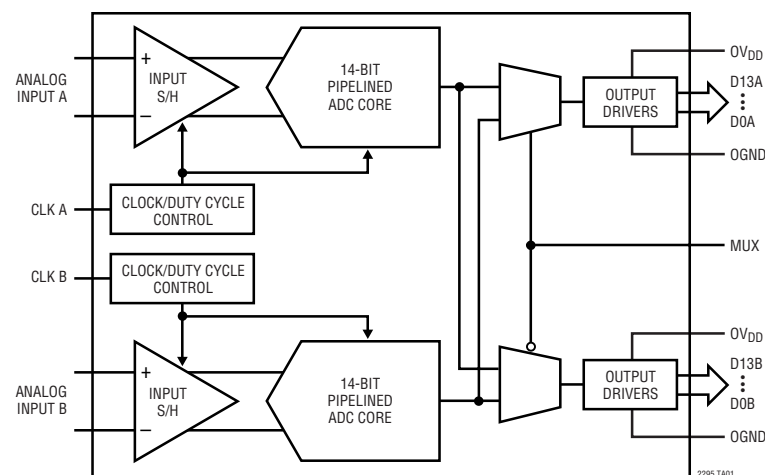 ANALOG
INPUT A
+
–
INPUT
S/H
14-BIT
PIPELINED
ADC CORE
OUTPUT
DRIVERS
OVDD
D13A
D0A
OGND
CLK A
CLOCK/DUTY CYCLE
CONTROL
MUX
CLK B
CLOCK/DUTY CYCLE
CONTROL
ANALOG
INPUT B
+
–
INPUT
S/H
14-BIT
PIPELINED
ADC CORE
OUTPUT
DRIVERS
OVDD
D13B
D0B
OGND
2295 TA01